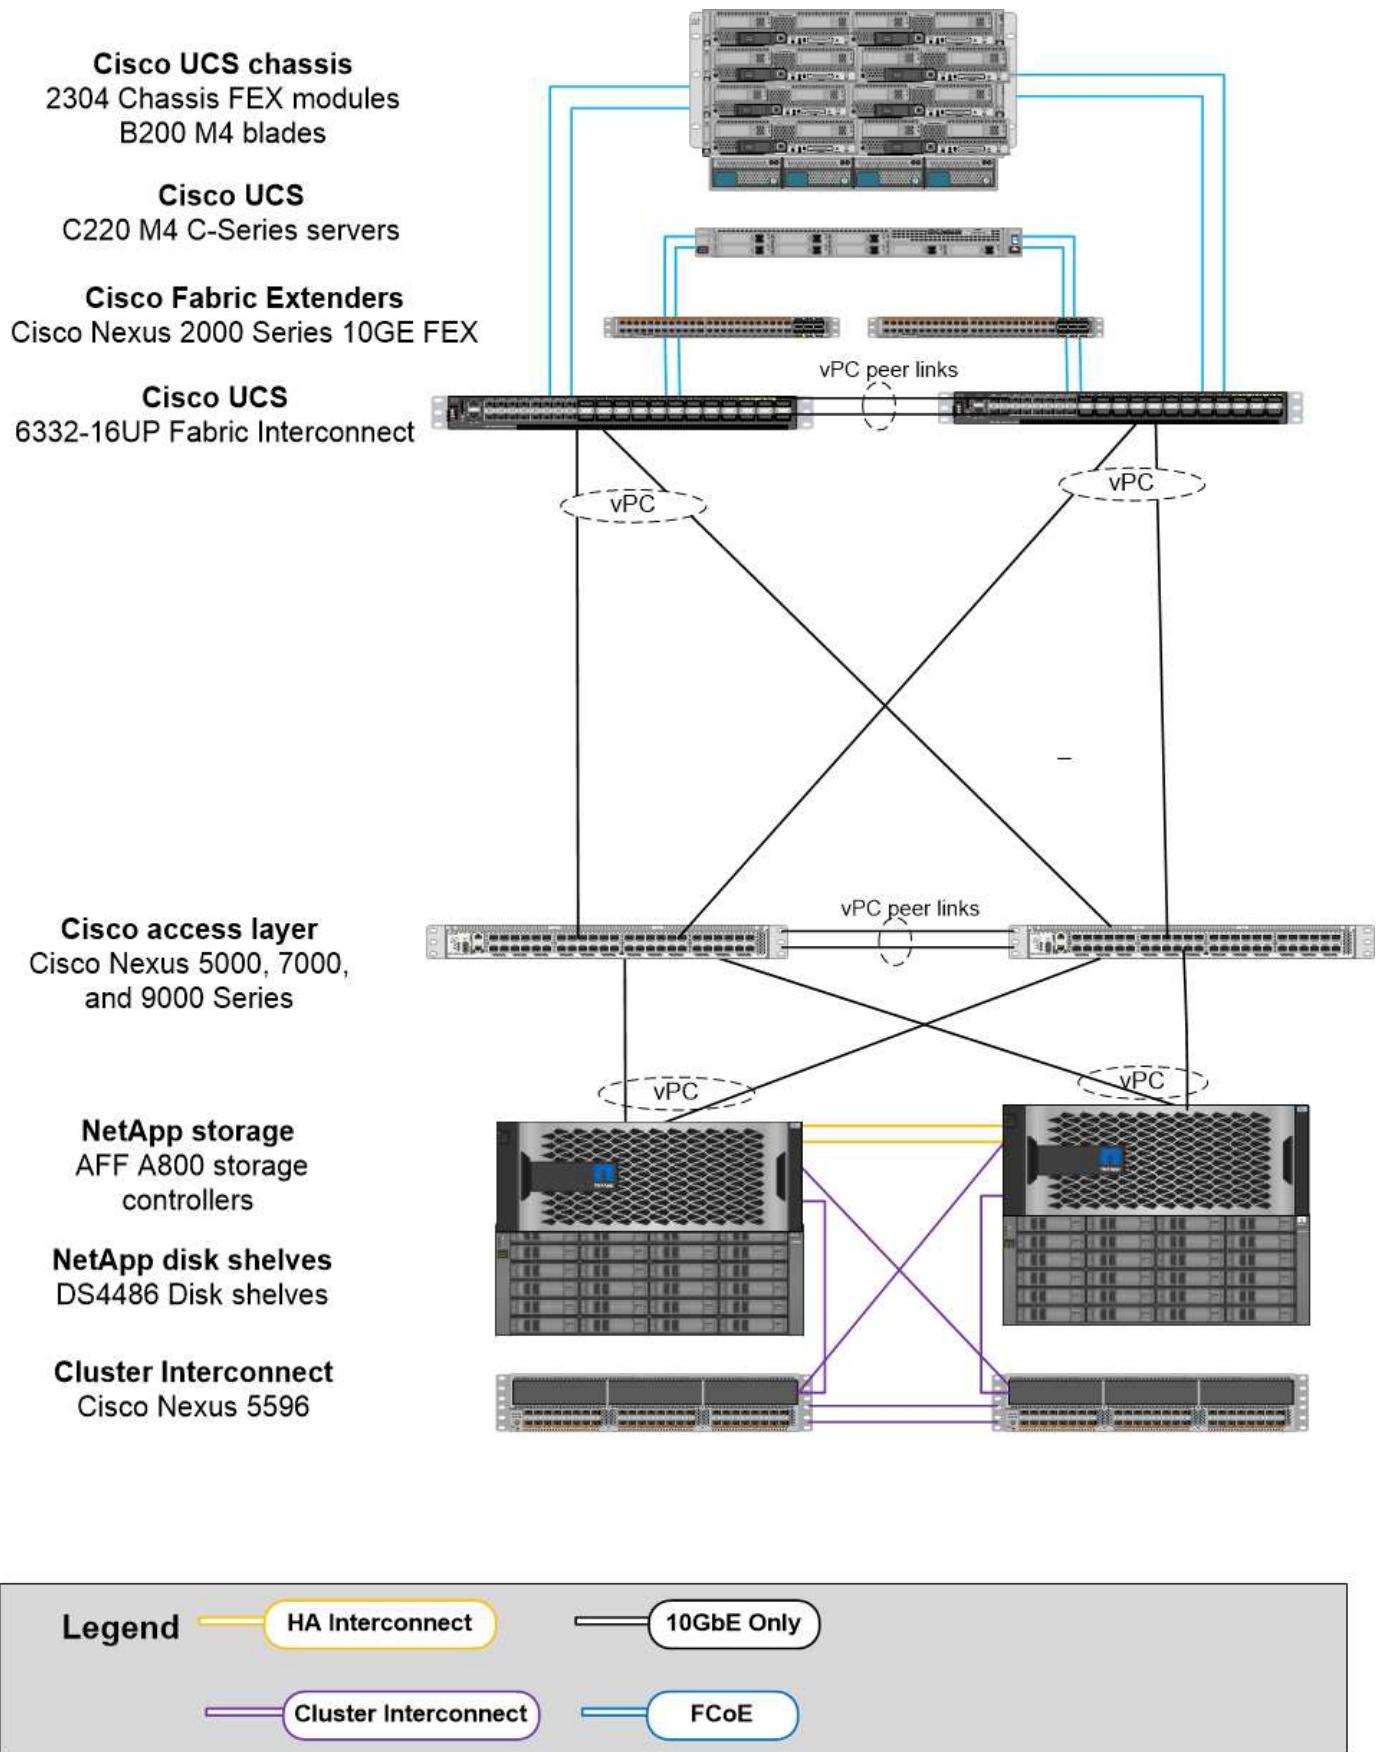 Cisco UCS chassis
2304 Chassis FEX modules
B200 M4 blades
Cisco UCS
C220 M4 C-Series servers
Cisco Fabric Extenders
Cisco Nexus 2000 Series 10GE FEX
vPC peer links
Cisco UCS
6332-16UP Fabric Interconnect
vPC
vPC
vPC peer links
Cisco access layer
Cisco Nexus 5000, 7000,
and 9000 Series
vPC
vPC
NetApp storage
AFF A800 storage
controllers
NetApp disk shelves
DS4486 Disk shelves
Cluster Interconnect
Cisco Nexus 5596
Legend
HA Interconnect
10GbE Only
Cluster Interconnect
FCoE